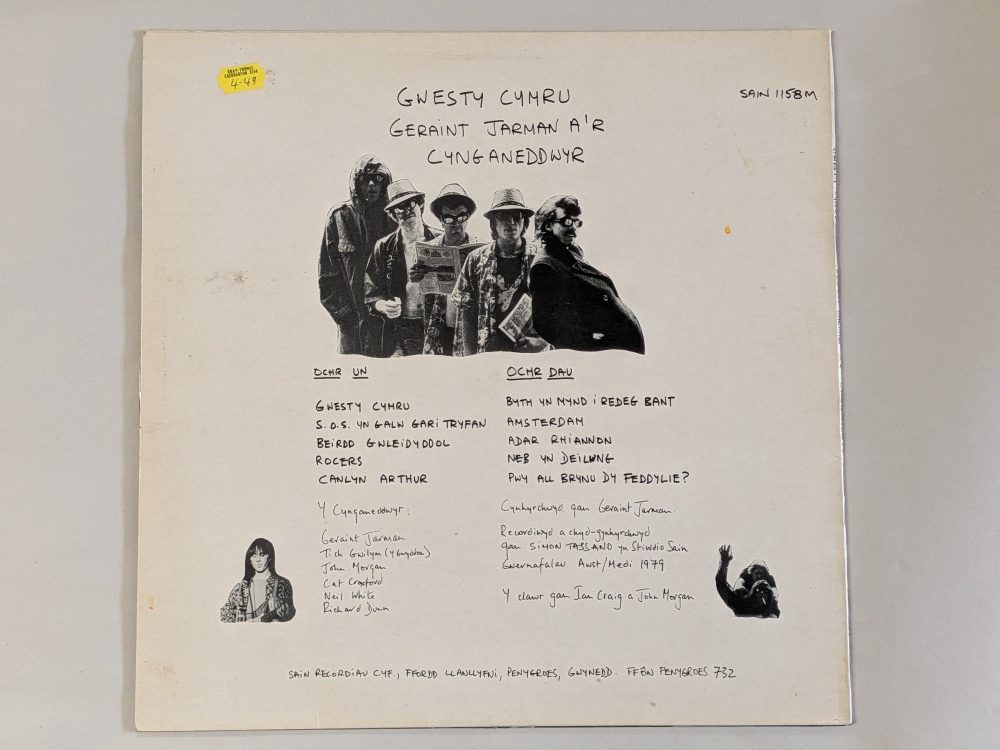 4-49
GWESTY CYMRU
SAIN 1158M
GERAINT JARMAN A'R
CYNGANEDDWYR
OCHR UN
GWESTY CYMRU
S.O.S. YN GALW GARI TRYFAN
BEIRDD GWLEIDYDDOL
ROCERS
CANLYN ARTHUR
OCHR DAU
BYTH YN MYND I REDEG BANT
AMSTERDAM
ADAR RHIANNON
NEB YN DEILWNG
PWY ALL BRYNU DY FEDDYLIE?
Y Cynganeddwyr:
Geraint Jarman
Tich Gwilym (Y Gwyddon)
John Morgan
Cat Croxford
Neil White
Richard Dunn
Cynhyrchwyd gan Geraint Jarman.
Recordiwyd a chyd-gynhyrchwyd
gan SIMON TASSANO yn Stiwdio Sain
Gwernafalau Awst/Medi 1979.
Y clawr gan Ian Craig a John Morgan
SAIN RECORDIAU CYF., FFORDD LLANLLYFNI, PENYGROES, GWYNEDD. FFÔN PENYGROES 732